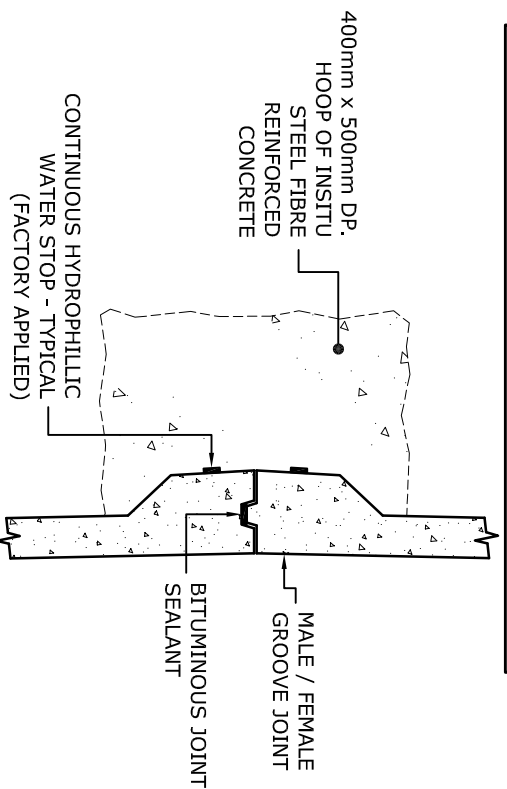 400mm x 500mm DP.
HOOP OF INSITU
STEEL FIBRE
REINFORCED
CONCRETE
CONTINUOUS HYDROPHILLIC
WATER STOP - TYPICAL
(FACTORY APPLIED)
MALE / FEMALE
GROOVE JOINT
BITUMINOUS JOINT
SEALANT